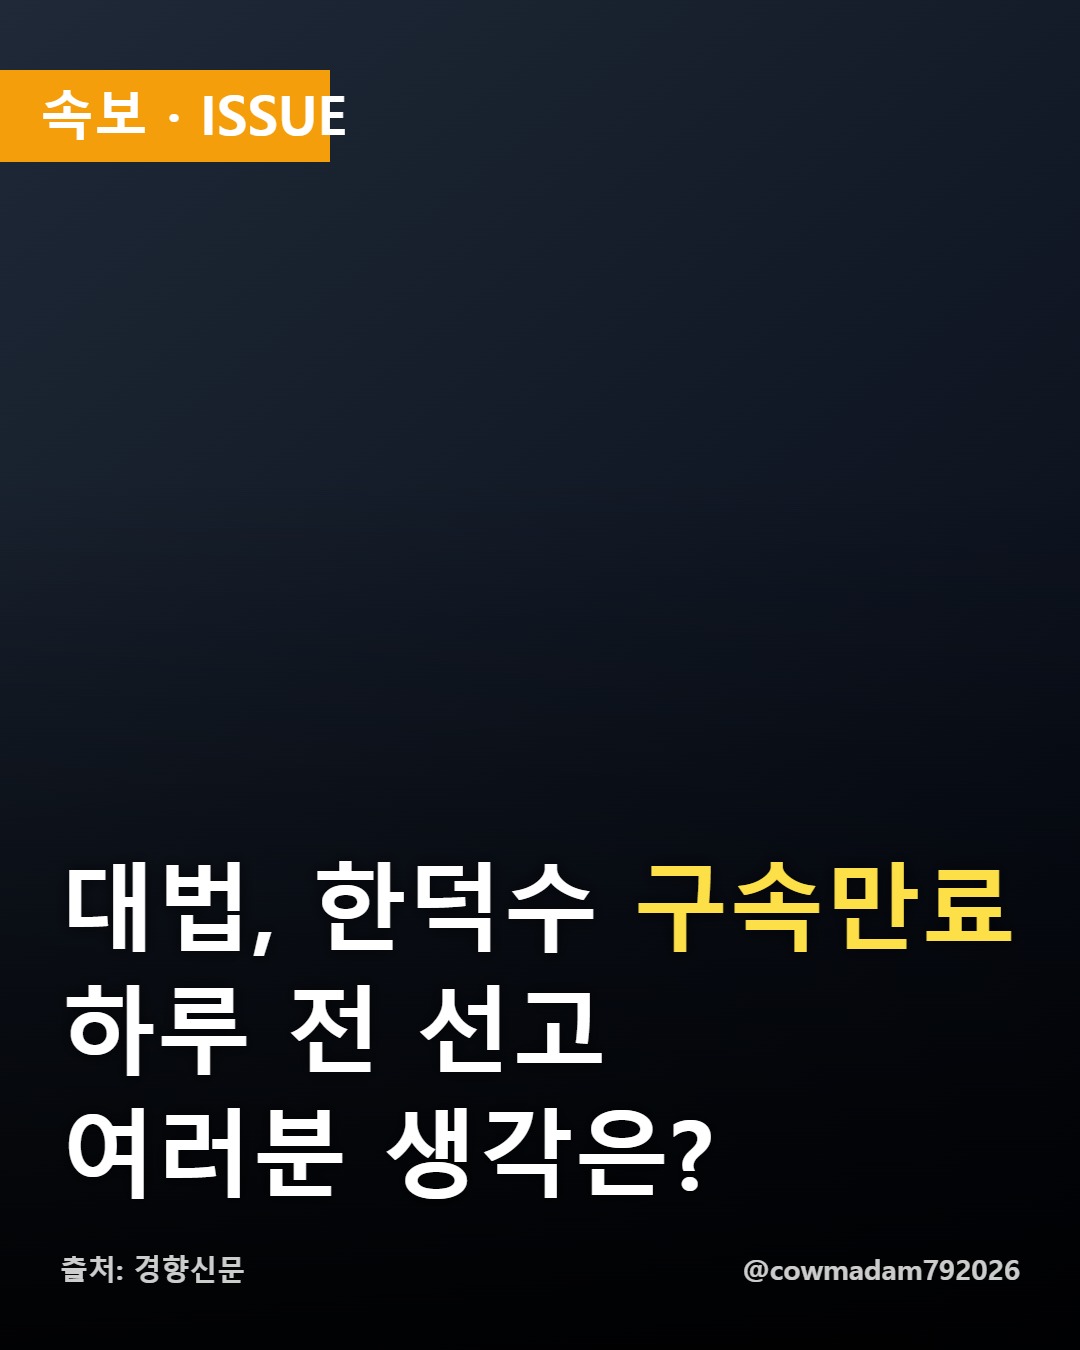 속보 · ISSUE
대법, 한덕수 구속만료
하루 전 선고
여러분 생각은?
출처: 경향신문
@cowmadam792026